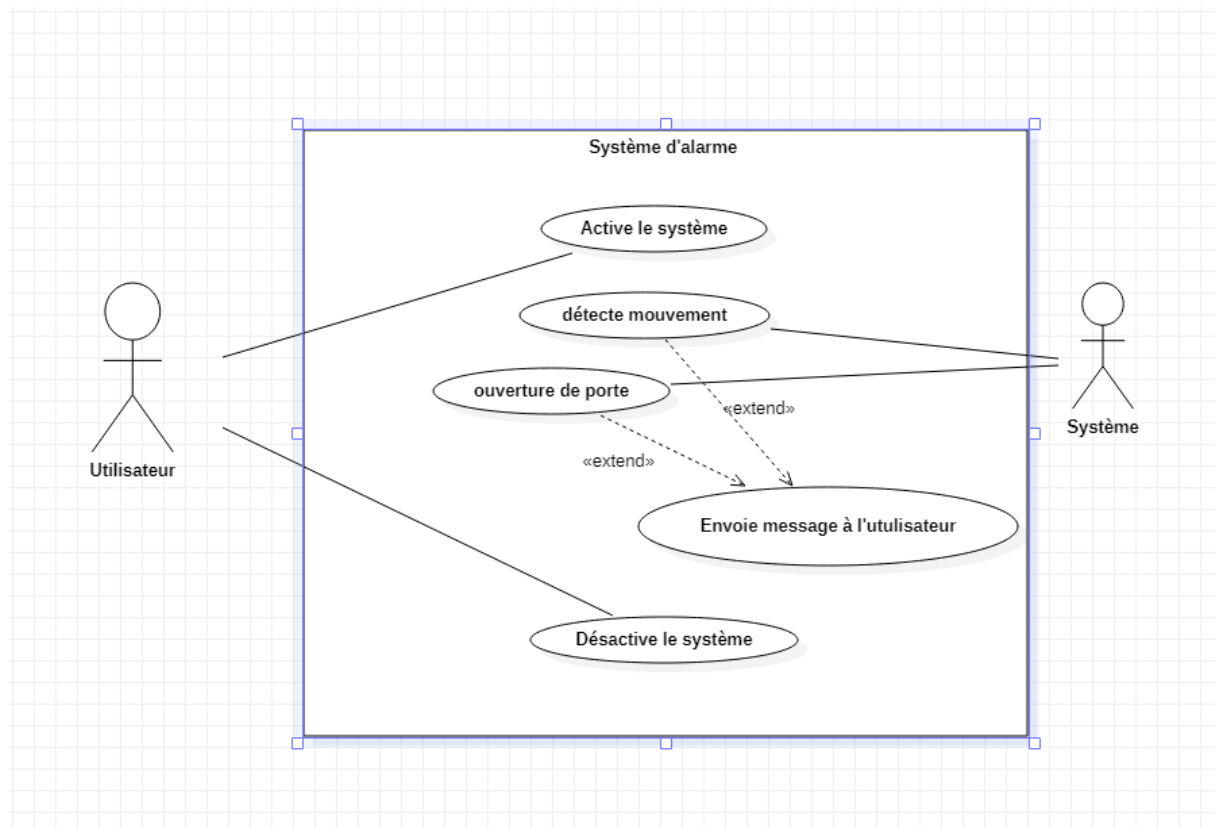 Système d'alarme
Active le système
détecte mouvement
ouverture de porte
«extend»
«extend»
Système
Utilisateur
Envoie message à l'utulisateur
Désactive le système